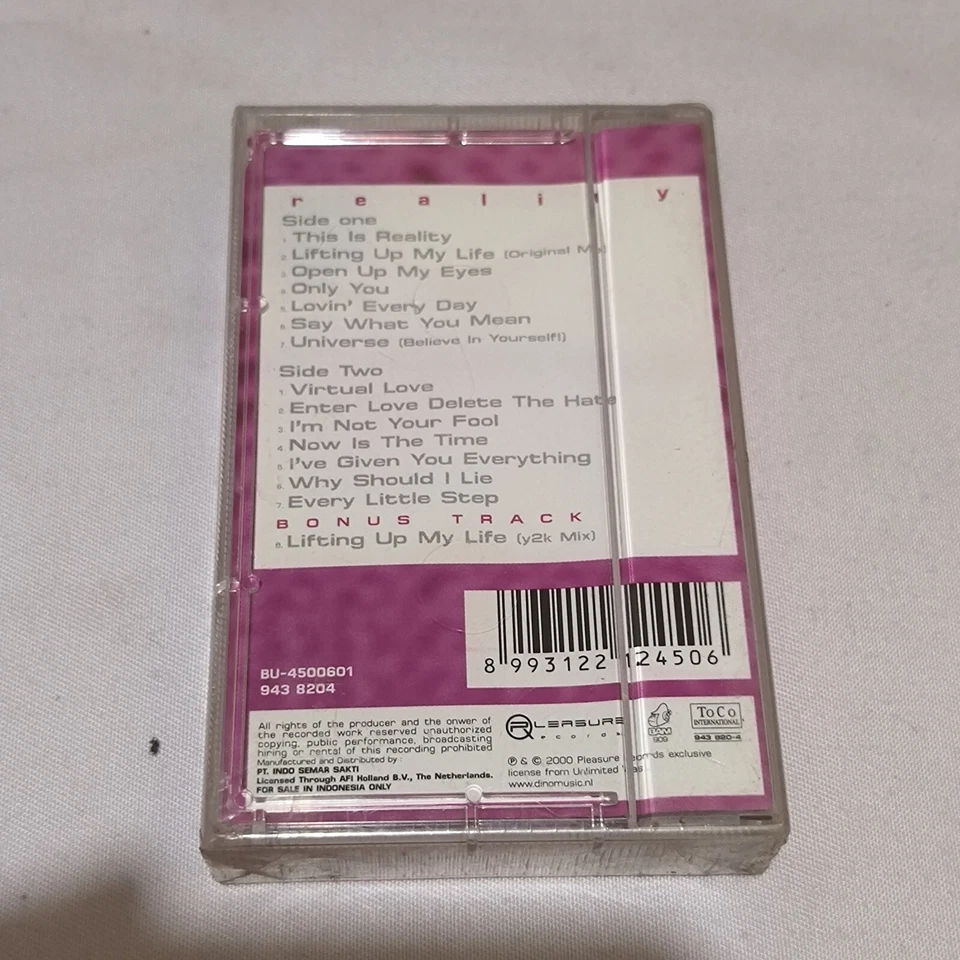 reality
Side one
1. This Is Reality
2. Lifting Up My Life (Original Mix)
3. Open Up My Eyes
4. Only You
5. Lovin' Every Day
6. Say What You Mean
7. Universe (Believe In Yourself!)
Side Two
1. Virtual Love
2. Enter Love Delete The Hate
3. I'm Not Your Fool
4. Now Is The Time
5. I've Given You Everything
6. Why Should I Lie
7. Every Little Step
BONUS TRACK
8. Lifting Up My Life (y2k Mix)
8 993122 124506
BU-4500601
943 8204
All rights of the producer and the onwer of
the recorded work reserved unauthorized
copying, public performance, broadcasting
hiring or rental of this recording prohibited
Manufactured and Distributed by :
PT. INDO SEMAR SAKTI
Licensed Through AFI Holland B.V., The Netherlands.
FOR SALE IN INDONESIA ONLY
PLEASURE
Records
BAM
909
ToCo
INTERNATIONAL
943 820-4
℗ & © 2000 Pleasure Records exclusive
license from Unlimited
www.dinomusic.nl